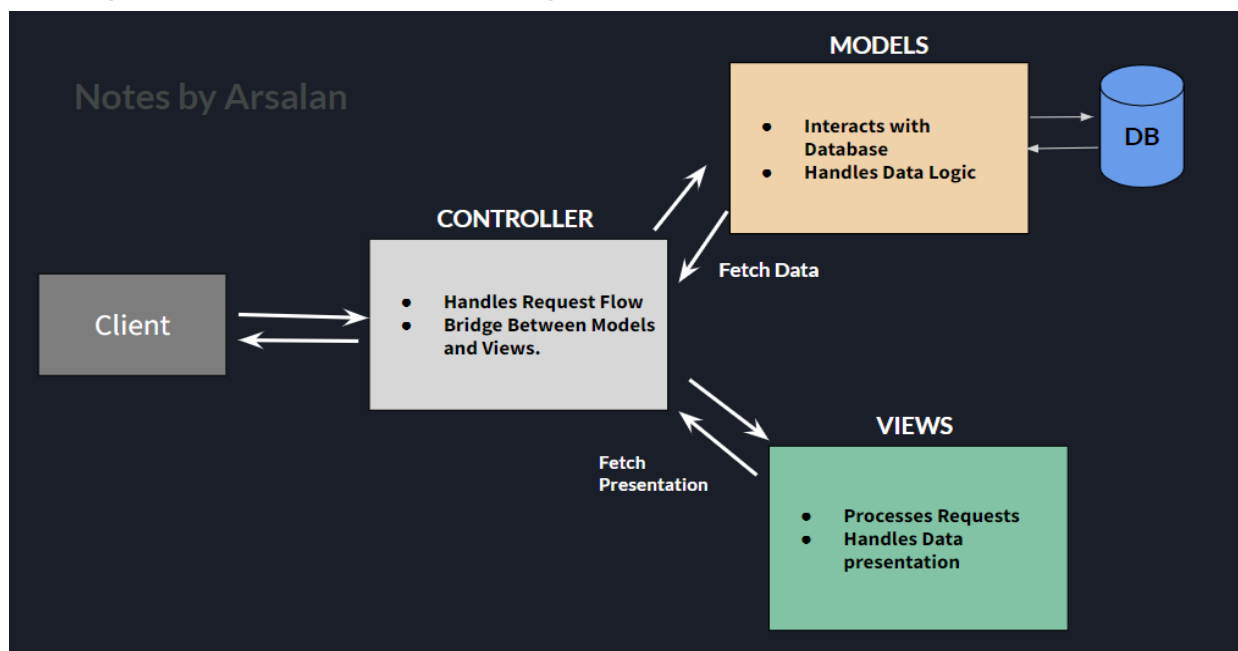 Notes by Arsalan
MODELS
● Interacts with
Database
● Handles Data Logic
DB
CONTROLLER
● Handles Request Flow
● Bridge Between Models
and Views.
Fetch Data
Client
VIEWS
Fetch
Presentation
● Processes Requests
● Handles Data
presentation